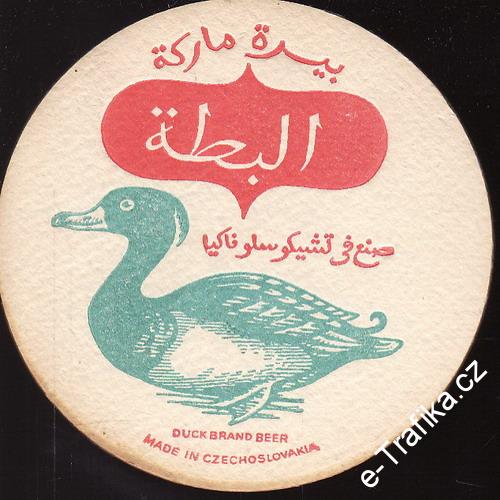 بيرة ماركة
البطة
صنع في تشيكوسلوفاكيا
DUCK BRAND BEER
MADE IN CZECHOSLOVAKIA
e-Trafika.cz